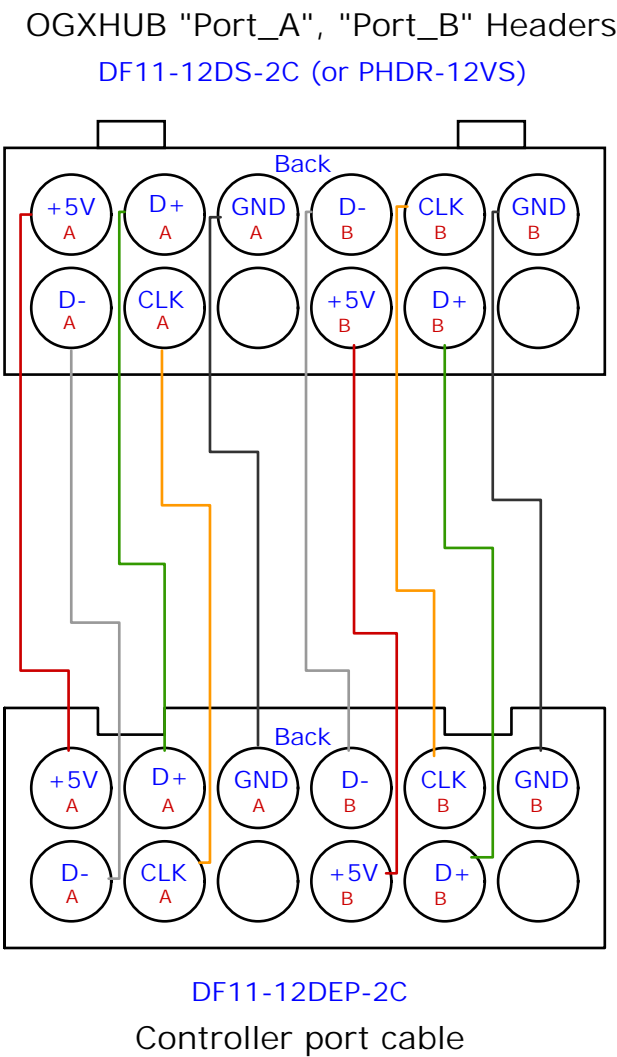 OGXHUB "Port_A", "Port_B" Headers
DF11-12DS-2C (or PHDR-12VS)
Back
+5V D+ GND D- CLK GND
A A A B B B
D- CLK +5V D+
A A B B
Back
+5V D+ GND D- CLK GND
A A A B B B
D- CLK +5V D+
A A B B
DF11-12DEP-2C
Controller port cable